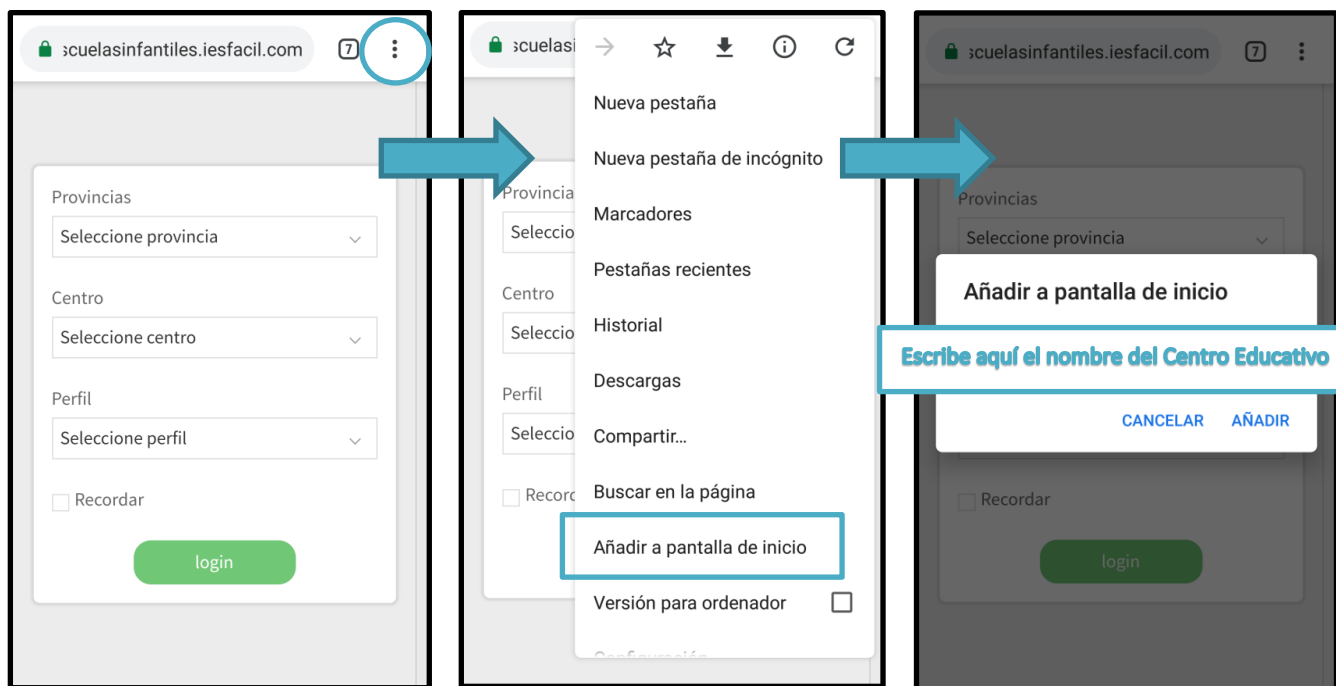 scuelasinfantiles.iesfacil.com
7
Provincias
Seleccione provincia
Centro
Seleccione centro
Perfil
Seleccione perfil
Recordar
login
scuelasi
Nueva pestaña
Nueva pestaña de incógnito
Marcadores
Pestañas recientes
Historial
Descargas
Compartir...
Buscar en la página
Añadir a pantalla de inicio
Versión para ordenador
Configuración
Provincia
Seleccio
Centro
Seleccio
Perfil
Seleccio
Record
scuelasinfantiles.iesfacil.com
7
Provincias
Seleccione provincia
Añadir a pantalla de inicio
Escribe aquí el nombre del Centro Educativo
CANCELAR AÑADIR
Recordar
login